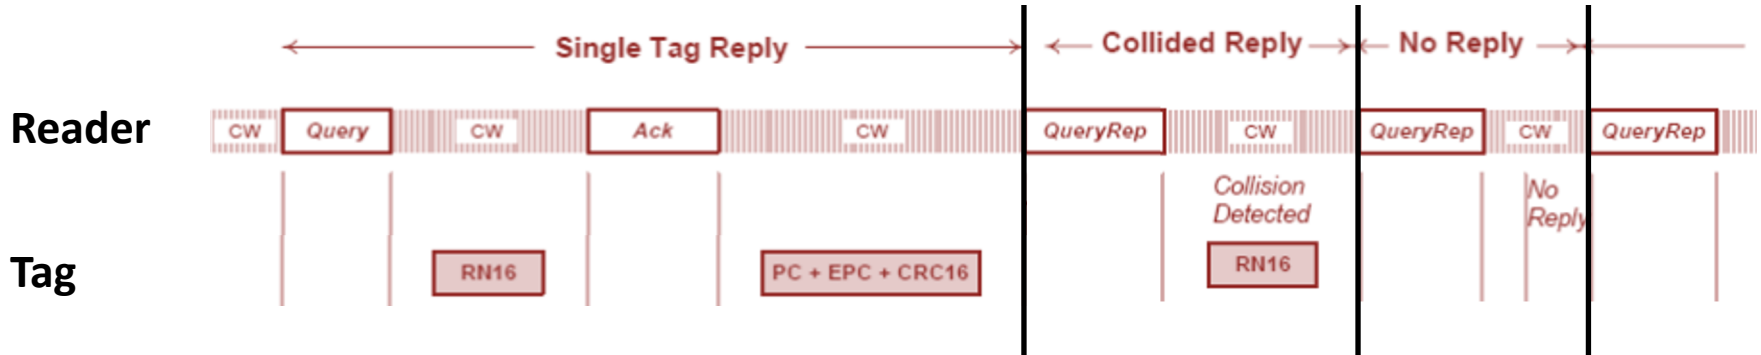 Single Tag Reply
Collided Reply
No Reply
Reader
CW
Query
CW
Ack
CW
QueryRep
CW
QueryRep
CW
QueryRep
Collision
Detected
No
Reply
Tag
RN16
PC + EPC + CRC16
RN16